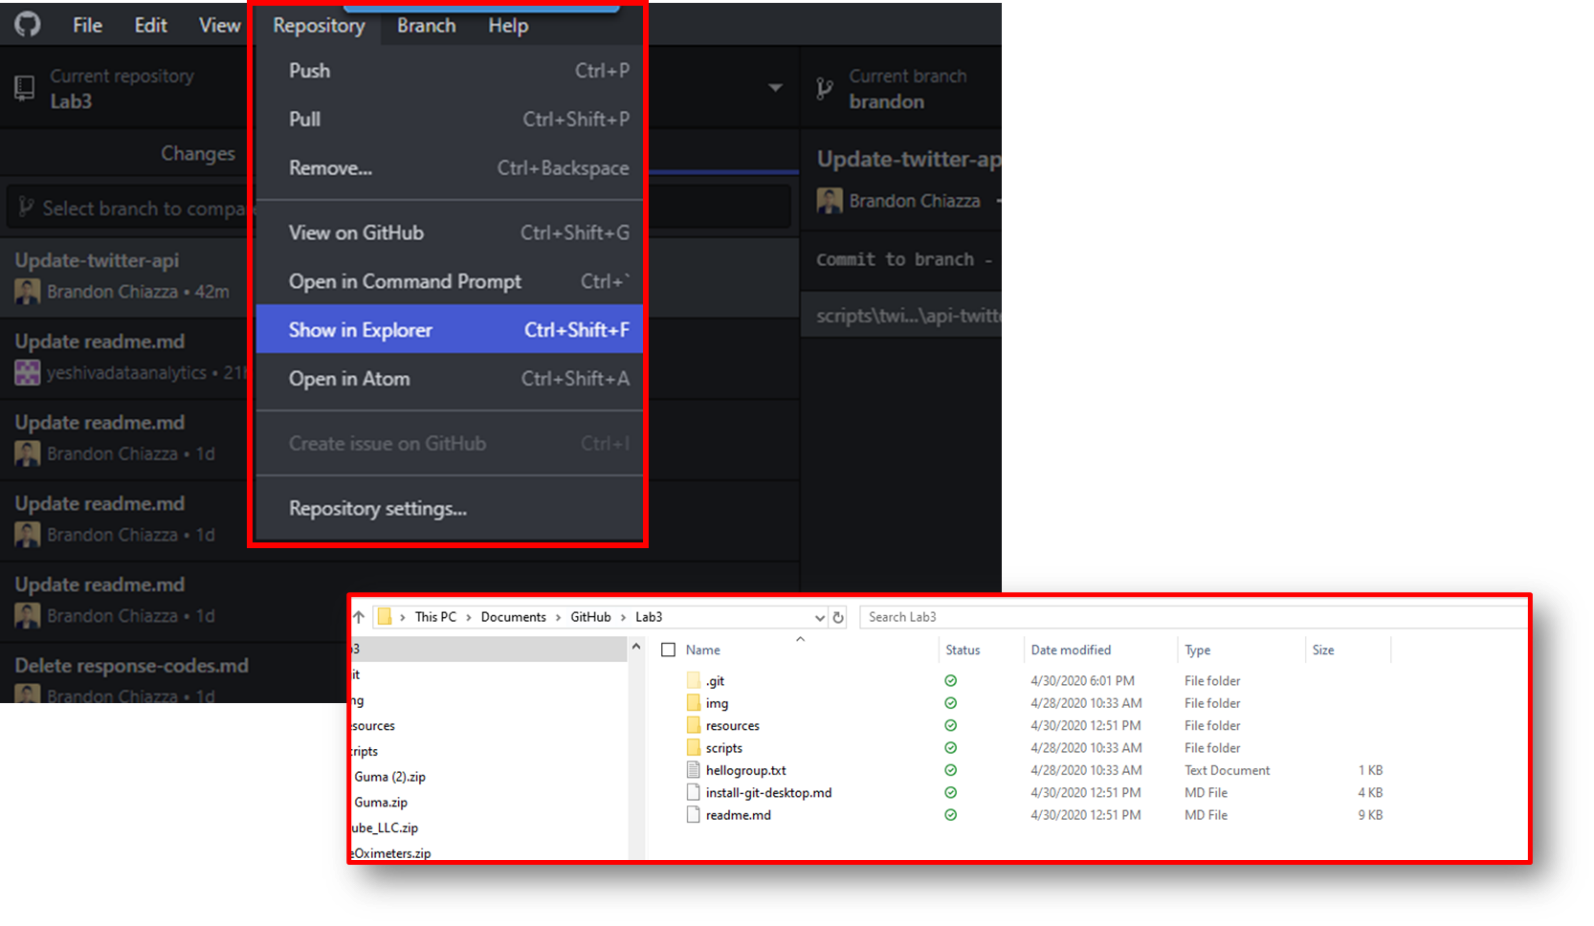 File Edit View Repository Branch Help
Current repository
Lab3
Current branch
brandon
Changes
Select branch to compa
Update-twitter-api
Brandon Chiazza • 42m
Update readme.md
yeshivadataanalytics • 21h
Update readme.md
Brandon Chiazza • 1d
Update readme.md
Brandon Chiazza • 1d
Update readme.md
Brandon Chiazza • 1d
Delete response-codes.md
Brandon Chiazza • 1d
Push Ctrl+P
Pull Ctrl+Shift+P
Remove... Ctrl+Backspace
View on GitHub Ctrl+Shift+G
Open in Command Prompt Ctrl+`
Show in Explorer Ctrl+Shift+F
Open in Atom Ctrl+Shift+A
Create issue on GitHub Ctrl+I
Repository settings...
Update-twitter-ap
Brandon Chiazza
Commit to branch -
scripts\twi...\api-twitt
This PC > Documents > GitHub > Lab3
Search Lab3
b3
it
ng
esources
cripts
Guma (2).zip
Guma.zip
ube_LLC.zip
eOximeters.zip
Name Status Date modified Type Size
.git 4/30/2020 6:01 PM File folder
img 4/28/2020 10:33 AM File folder
resources 4/30/2020 12:51 PM File folder
scripts 4/28/2020 10:33 AM File folder
hellogroup.txt 4/28/2020 10:33 AM Text Document 1 KB
install-git-desktop.md 4/30/2020 12:51 PM MD File 4 KB
readme.md 4/30/2020 12:51 PM MD File 9 KB